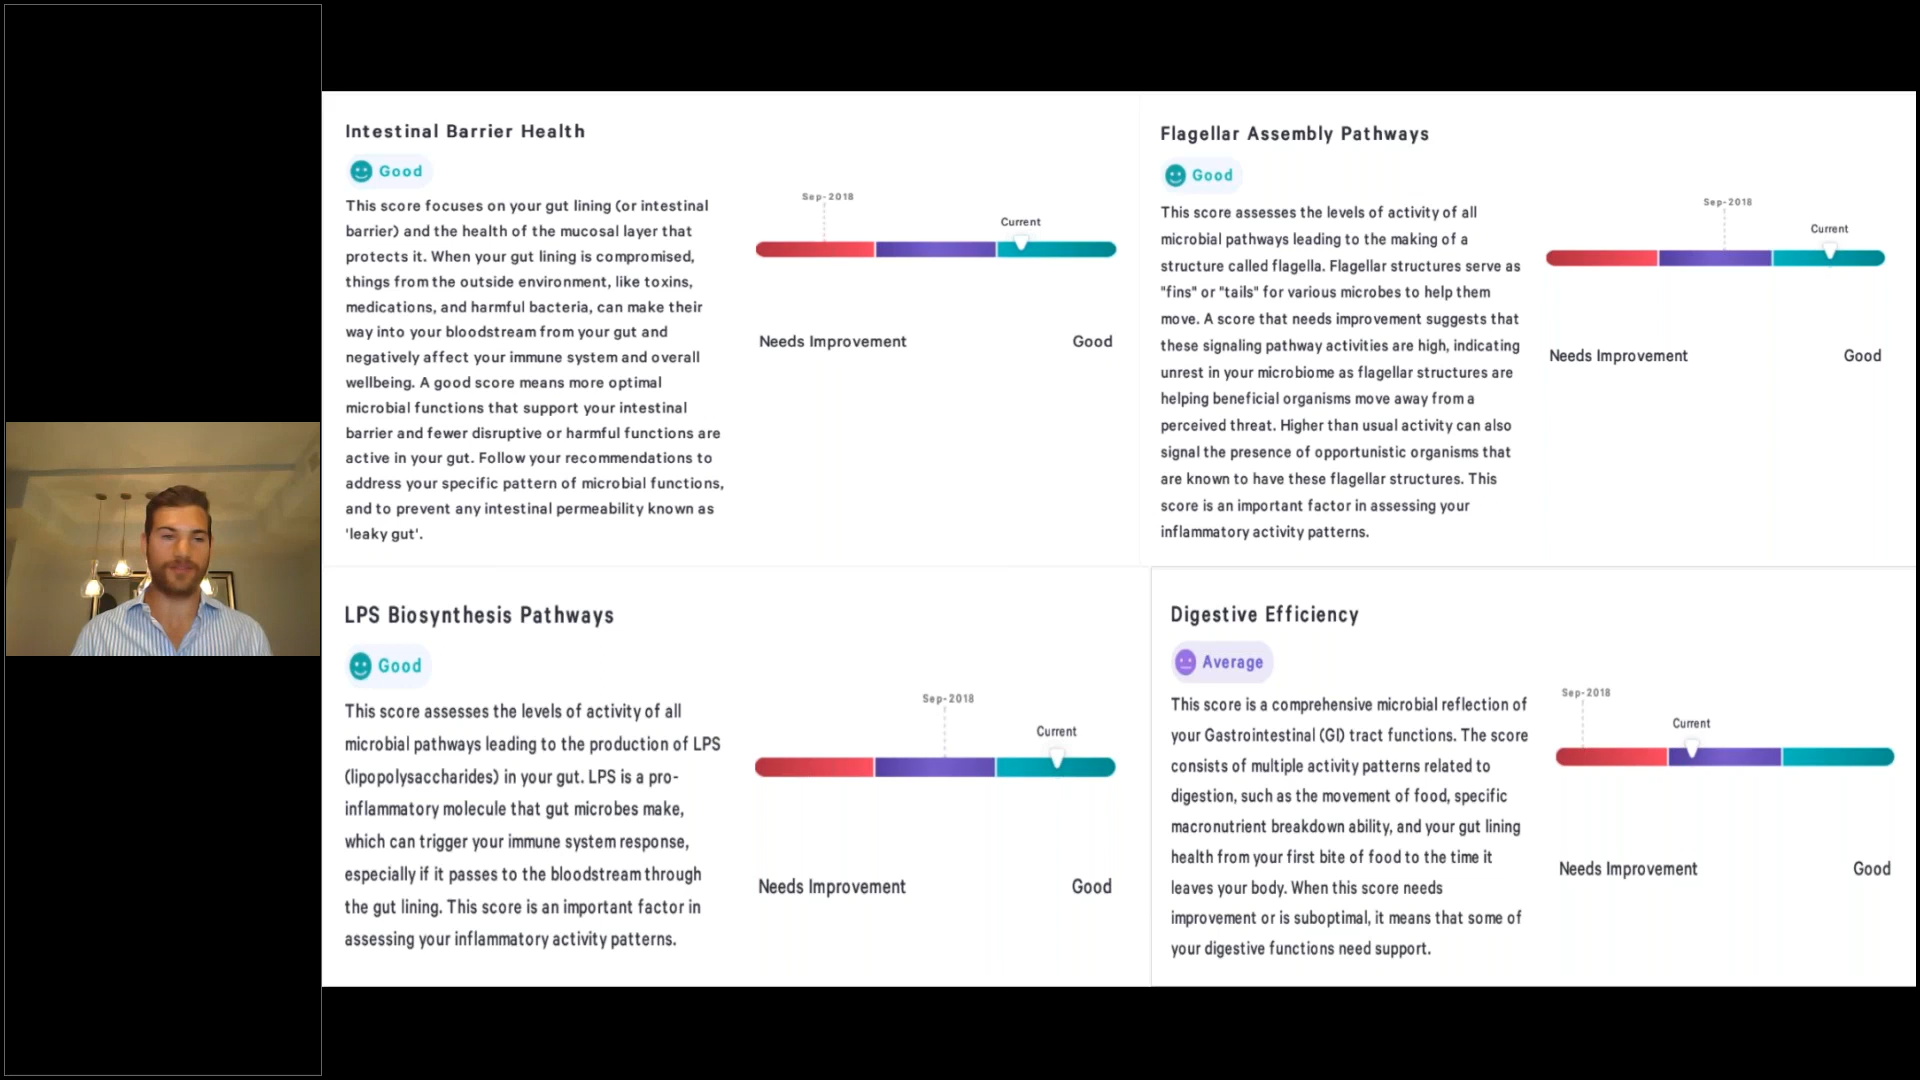 Intestinal Barrier Health
Good
This score focuses on your gut lining (or intestinal
barrier) and the health of the mucosal layer that
protects it. When your gut lining is compromised,
things from the outside environment, like toxins,
medications, and harmful bacteria, can make their
way into your bloodstream from your gut and
negatively affect your immune system and overall
wellbeing. A good score means more optimal
microbial functions that support your intestinal
barrier and fewer disruptive or harmful functions are
active in your gut. Follow your recommendations to
address your specific pattern of microbial functions,
and to prevent any intestinal permeability known as
'leaky gut'.
Sep-2018
Current
Needs Improvement
Good
Flagellar Assembly Pathways
Good
This score assesses the levels of activity of all
microbial pathways leading to the making of a
structure called flagella. Flagellar structures serve as
"fins" or "tails" for various microbes to help them
move. A score that needs improvement suggests that
these signaling pathway activities are high, indicating
unrest in your microbiome as flagellar structures are
helping beneficial organisms move away from a
perceived threat. Higher than usual activity can also
signal the presence of opportunistic organisms that
are known to have these flagellar structures. This
score is an important factor in assessing your
inflammatory activity patterns.
Sep-2018
Current
Needs Improvement
Good
LPS Biosynthesis Pathways
Good
This score assesses the levels of activity of all
microbial pathways leading to the production of LPS
(lipopolysaccharides) in your gut. LPS is a pro-
inflammatory molecule that gut microbes make,
which can trigger your immune system response,
especially if it passes to the bloodstream through
the gut lining. This score is an important factor in
assessing your inflammatory activity patterns.
Sep-2018
Current
Needs Improvement
Good
Digestive Efficiency
Average
This score is a comprehensive microbial reflection of
your Gastrointestinal (GI) tract functions. The score
consists of multiple activity patterns related to
digestion, such as the movement of food, specific
macronutrient breakdown ability, and your gut lining
health from your first bite of food to the time it
leaves your body. When this score needs
improvement or is suboptimal, it means that some of
your digestive functions need support.
Sep-2018
Current
Needs Improvement
Good